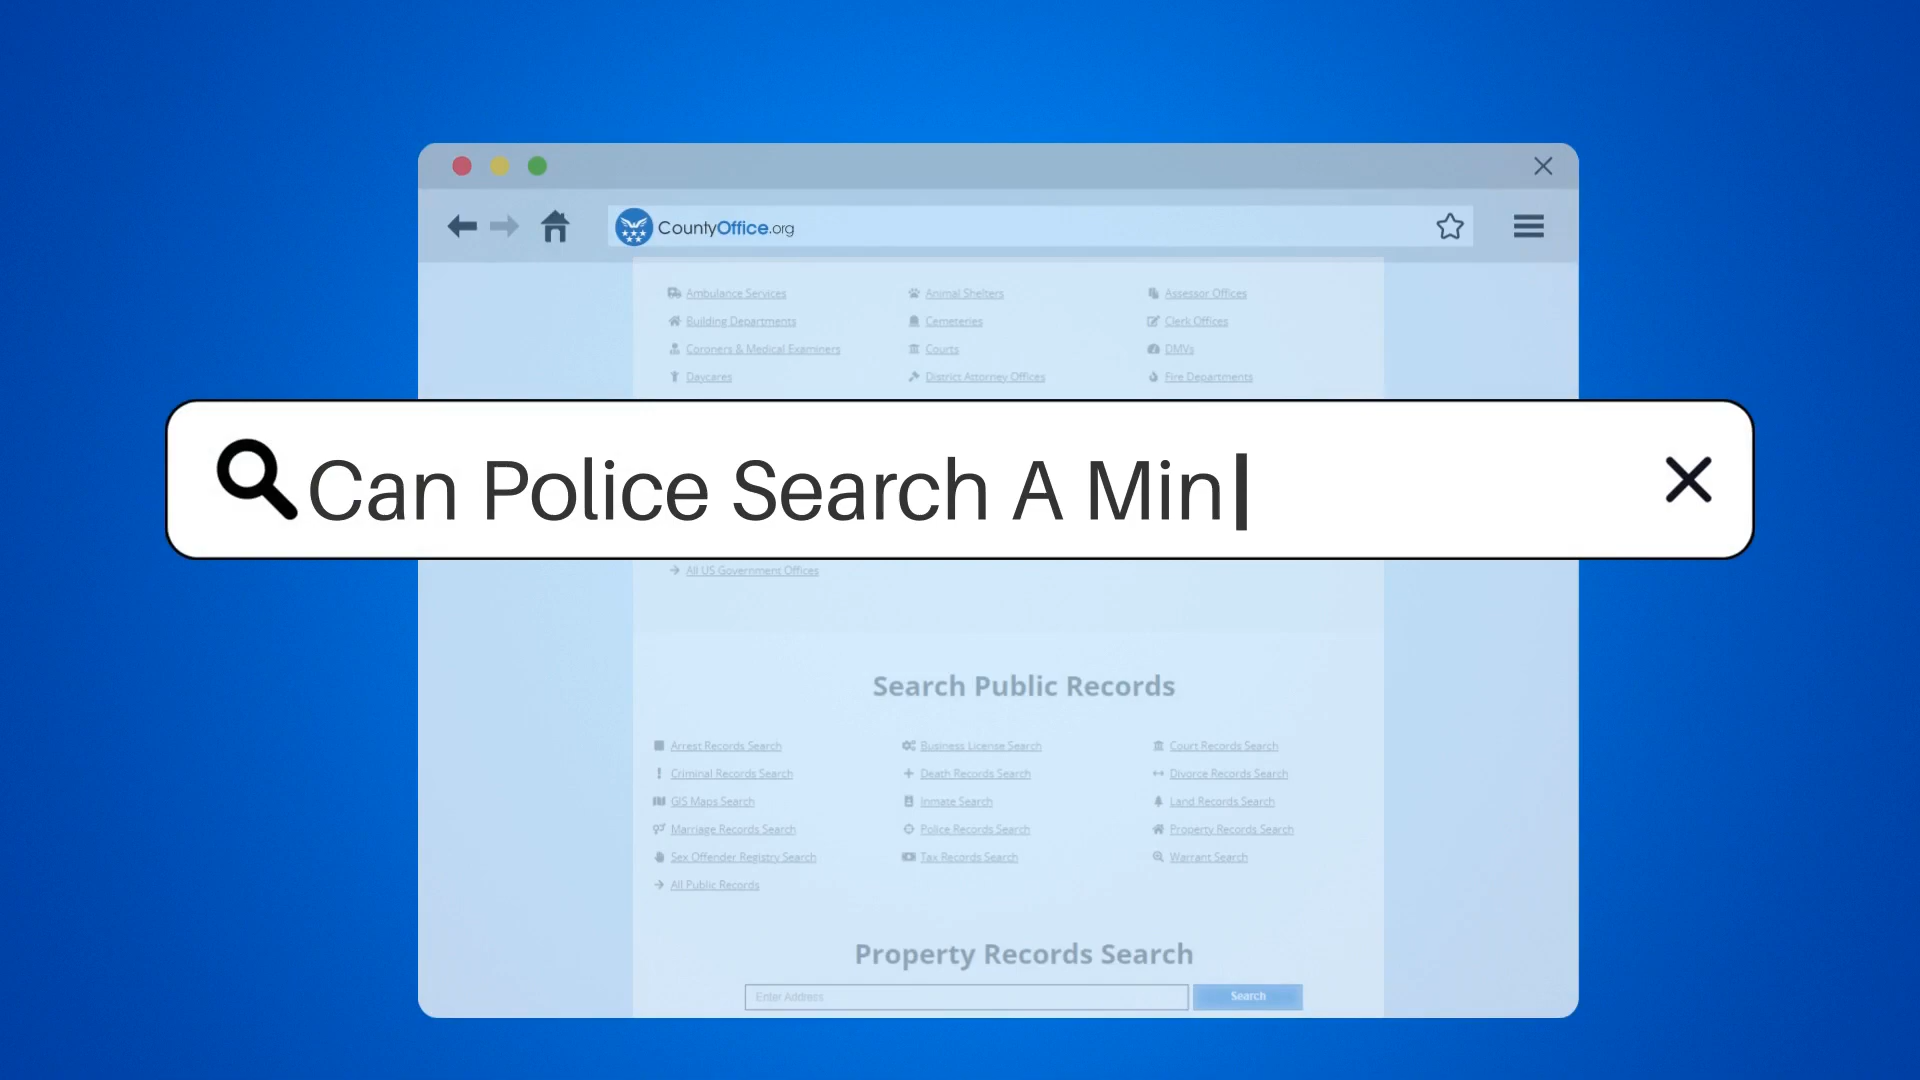 CountyOffice.org
Ambulance Services Animal Shelters Assessor Offices
Building Departments Cemeteries Clerk Offices
Coroners & Medical Examiners Courts DMVs
Daycares District Attorney Offices Fire Departments
Can Police Search A Min
All US Government Offices
Search Public Records
Arrest Records Search Business License Search Court Records Search
Criminal Records Search Death Records Search Divorce Records Search
GIS Maps Search Inmate Search Land Records Search
Marriage Records Search Police Records Search Property Records Search
Sex Offender Registry Search Tax Records Search Warrant Search
All Public Records
Property Records Search
Enter Address Search